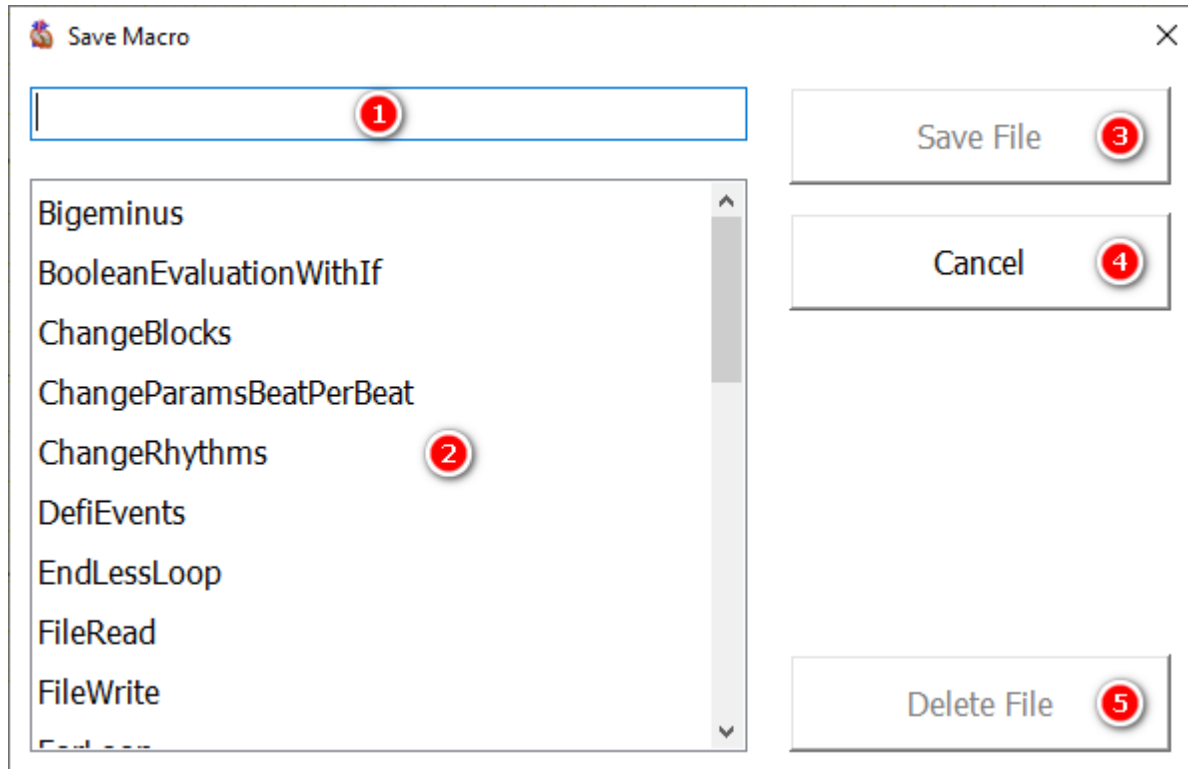 Save Macro
1
Save File 3
Bigeminus
BooleanEvaluationWithIf
Cancel 4
ChangeBlocks
ChangeParamsBeatPerBeat
ChangeRhythms 2
DefiEvents
EndLessLoop
FileRead
FileWrite
Delete File 5